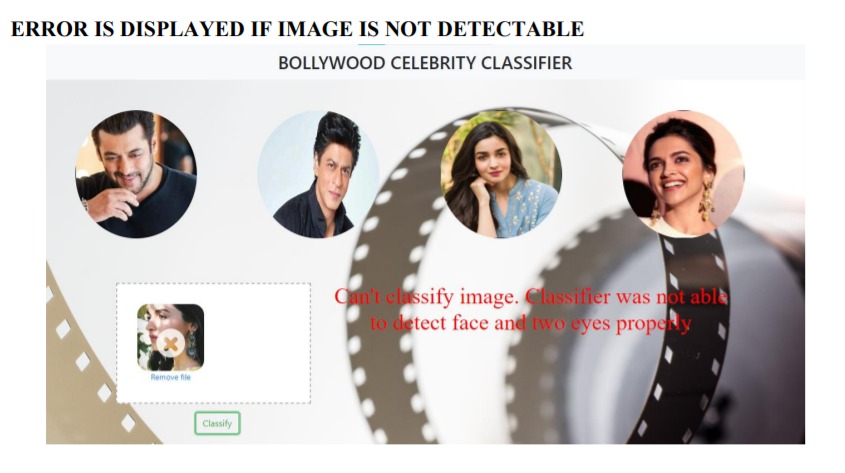 ERROR IS DISPLAYED IF IMAGE IS NOT DETECTABLE
BOLLYWOOD CELEBRITY CLASSIFIER
Can't classify image. Classifier was not able
to detect face and two eyes properly
Remove file
Classify